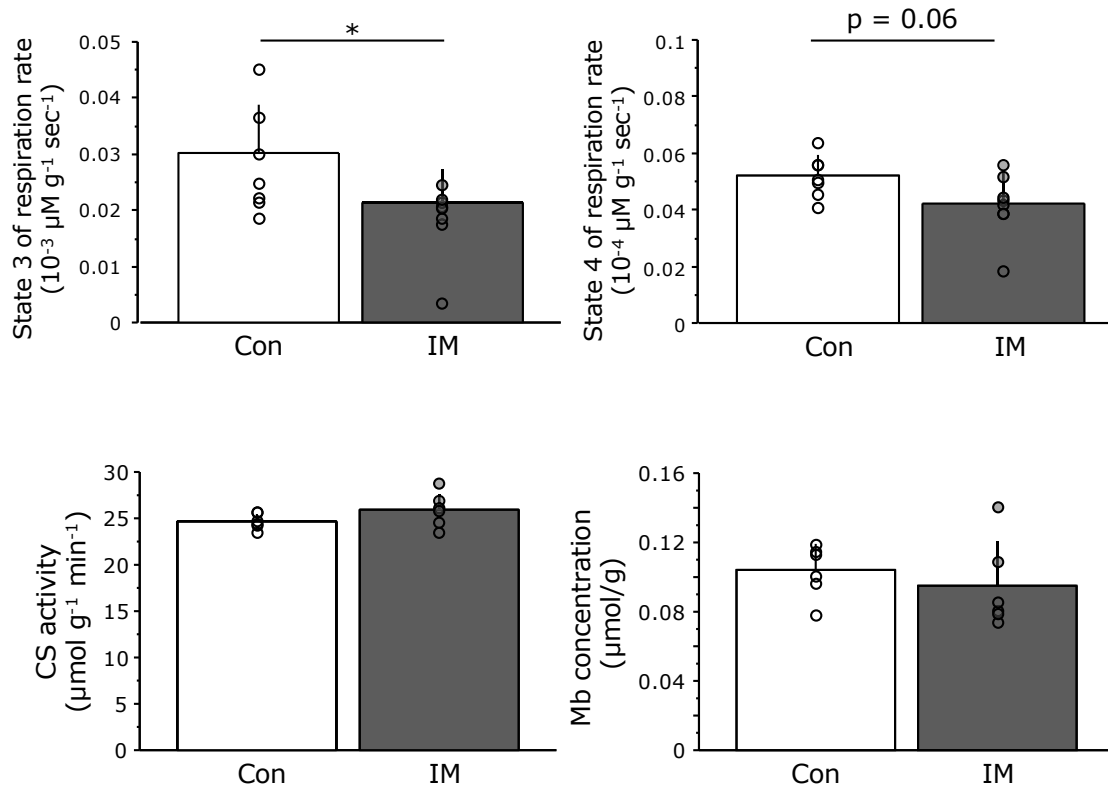 *
State 3 of respiration rate
(10⁻³ µM g⁻¹ sec⁻¹)
0.05
0.04
0.03
0.02
0.01
0
Con
IM
p = 0.06
State 4 of respiration rate
(10⁻⁴ µM g⁻¹ sec⁻¹)
0.1
0.08
0.06
0.04
0.02
0
Con
IM
CS activity
(µmol g⁻¹ min⁻¹)
30
25
20
15
10
5
0
Con
IM
Mb concentration
(µmol/g)
0.16
0.12
0.08
0.04
0
Con
IM